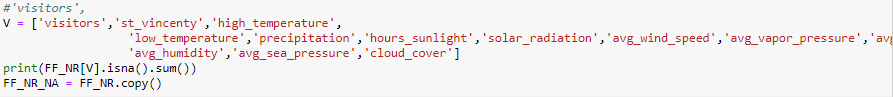 #'visitors',
V = ['visitors','st_vincenty','high_temperature',
'low_temperature','precipitation','hours_sunlight','solar_radiation','avg_wind_speed','avg_vapor_pressure',
'avg_humidity','avg_sea_pressure','cloud_cover']
print(FF_NR[V].isna().sum())
FF_NR_NA = FF_NR.copy()